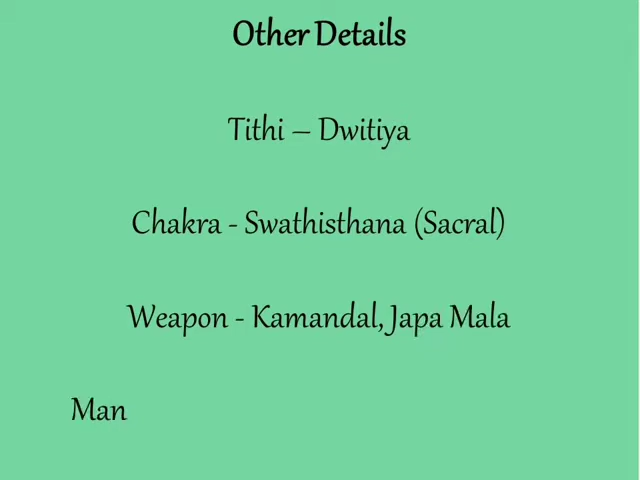 Other Details
Tithi – Dwitiya
Chakra - Swathisthana (Sacral)
Weapon - Kamandal, Japa Mala
Man